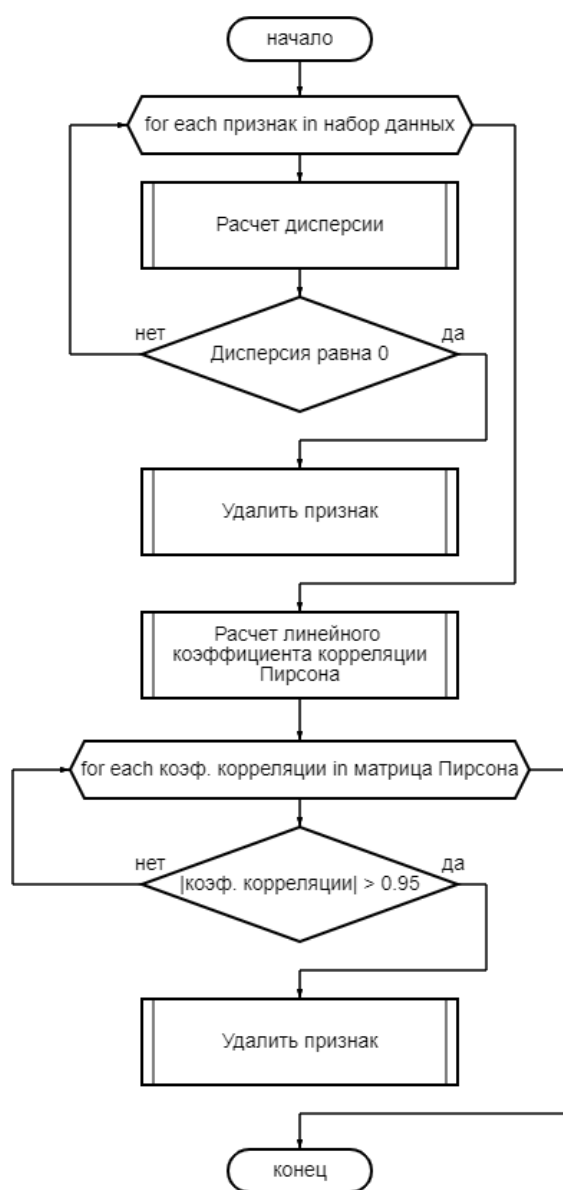 начало
for each признак in набор данных
Расчет дисперсии
нет
да
Дисперсия равна 0
Удалить признак
Расчет линейного
коэффициента корреляции
Пирсона
for each коэф. корреляции in матрица Пирсона
нет
да
|коэф. корреляции| > 0.95
Удалить признак
конец